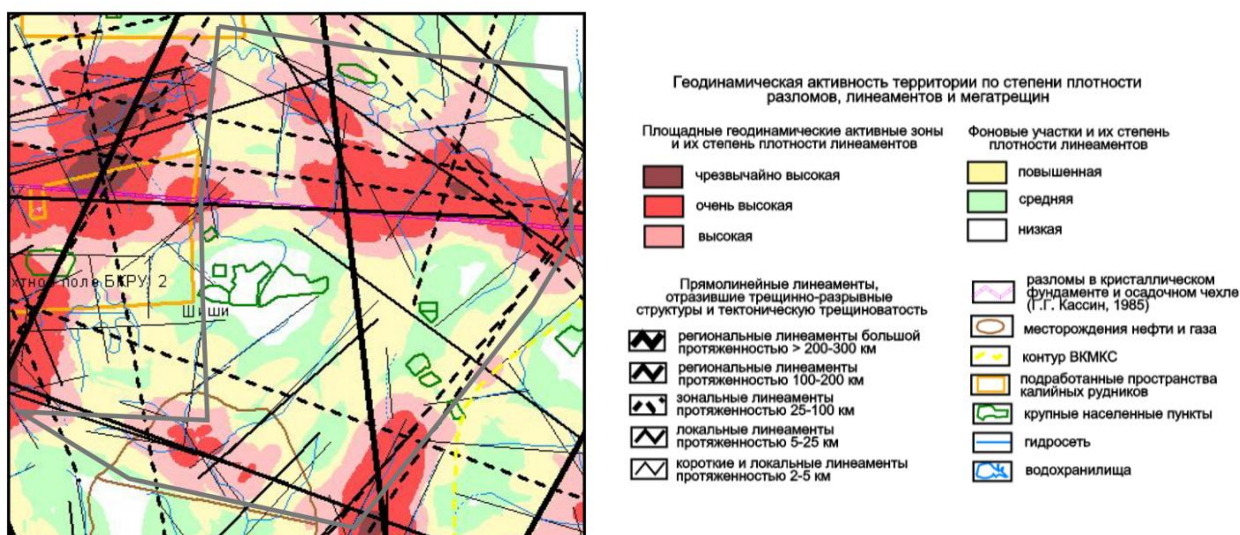 хтное поле БКРУ 2
Шиши
Геодинамическая активность территории по степени плотности
разломов, линеаментов и мегатрещин
Площадные геодинамические активные зоны
и их степень плотности линеаментов
чрезвычайно высокая
очень высокая
высокая
Фоновые участки и их степень
плотности линеаментов
повышенная
средняя
низкая
Прямолинейные линеаменты,
отразившие трещинно-разрывные
структуры и тектоническую трещиноватость
региональные линеаменты большой
протяженностью > 200-300 км
региональные линеаменты
протяженностью 100-200 км
зональные линеаменты
протяженностью 25-100 км
локальные линеаменты
протяженностью 5-25 км
короткие и локальные линеаменты
протяженностью 2-5 км
разломы в кристаллическом
фундаменте и осадочном чехле
(Г.Г. Кассин, 1985)
месторождения нефти и газа
контур ВКМКС
подработанные пространства
калийных рудников
крупные населенные пункты
гидросеть
водохранилища